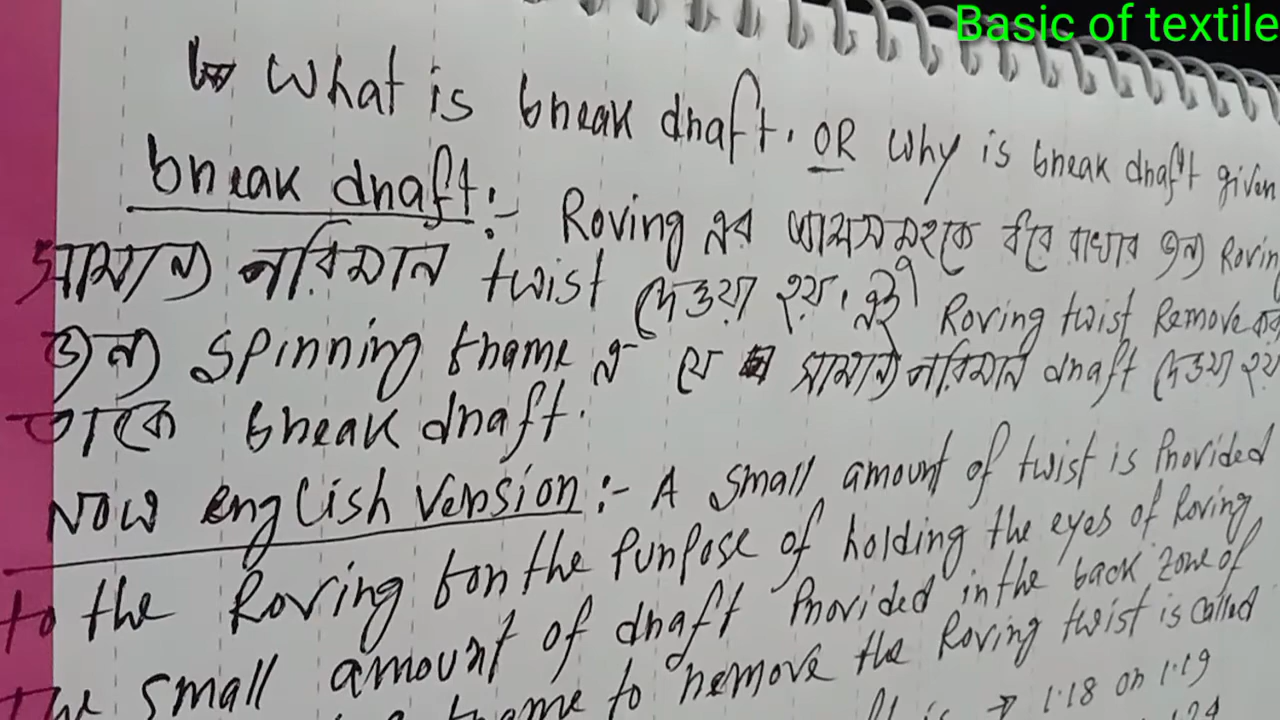 Basic of textile
What is break draft. OR Why is break draft given
break draft:- Roving এর আঁশসমূহকে ধরে রাখার জন্য Roving
সামান্য পরিমান twist দেওয়া হয়। এই Roving twist Remove করার
জন্য spinning frame এ যে সামান্য পরিমান draft দেওয়া হয়
তাকে break draft.
Now english version:- A small amount of twist is Provided
to the Roving for the Purpose of holding the eyes of Roving
The small amount of draft Provided in the back zone of
frame to remove the Roving twist is called
is → 1.18 on 1.19